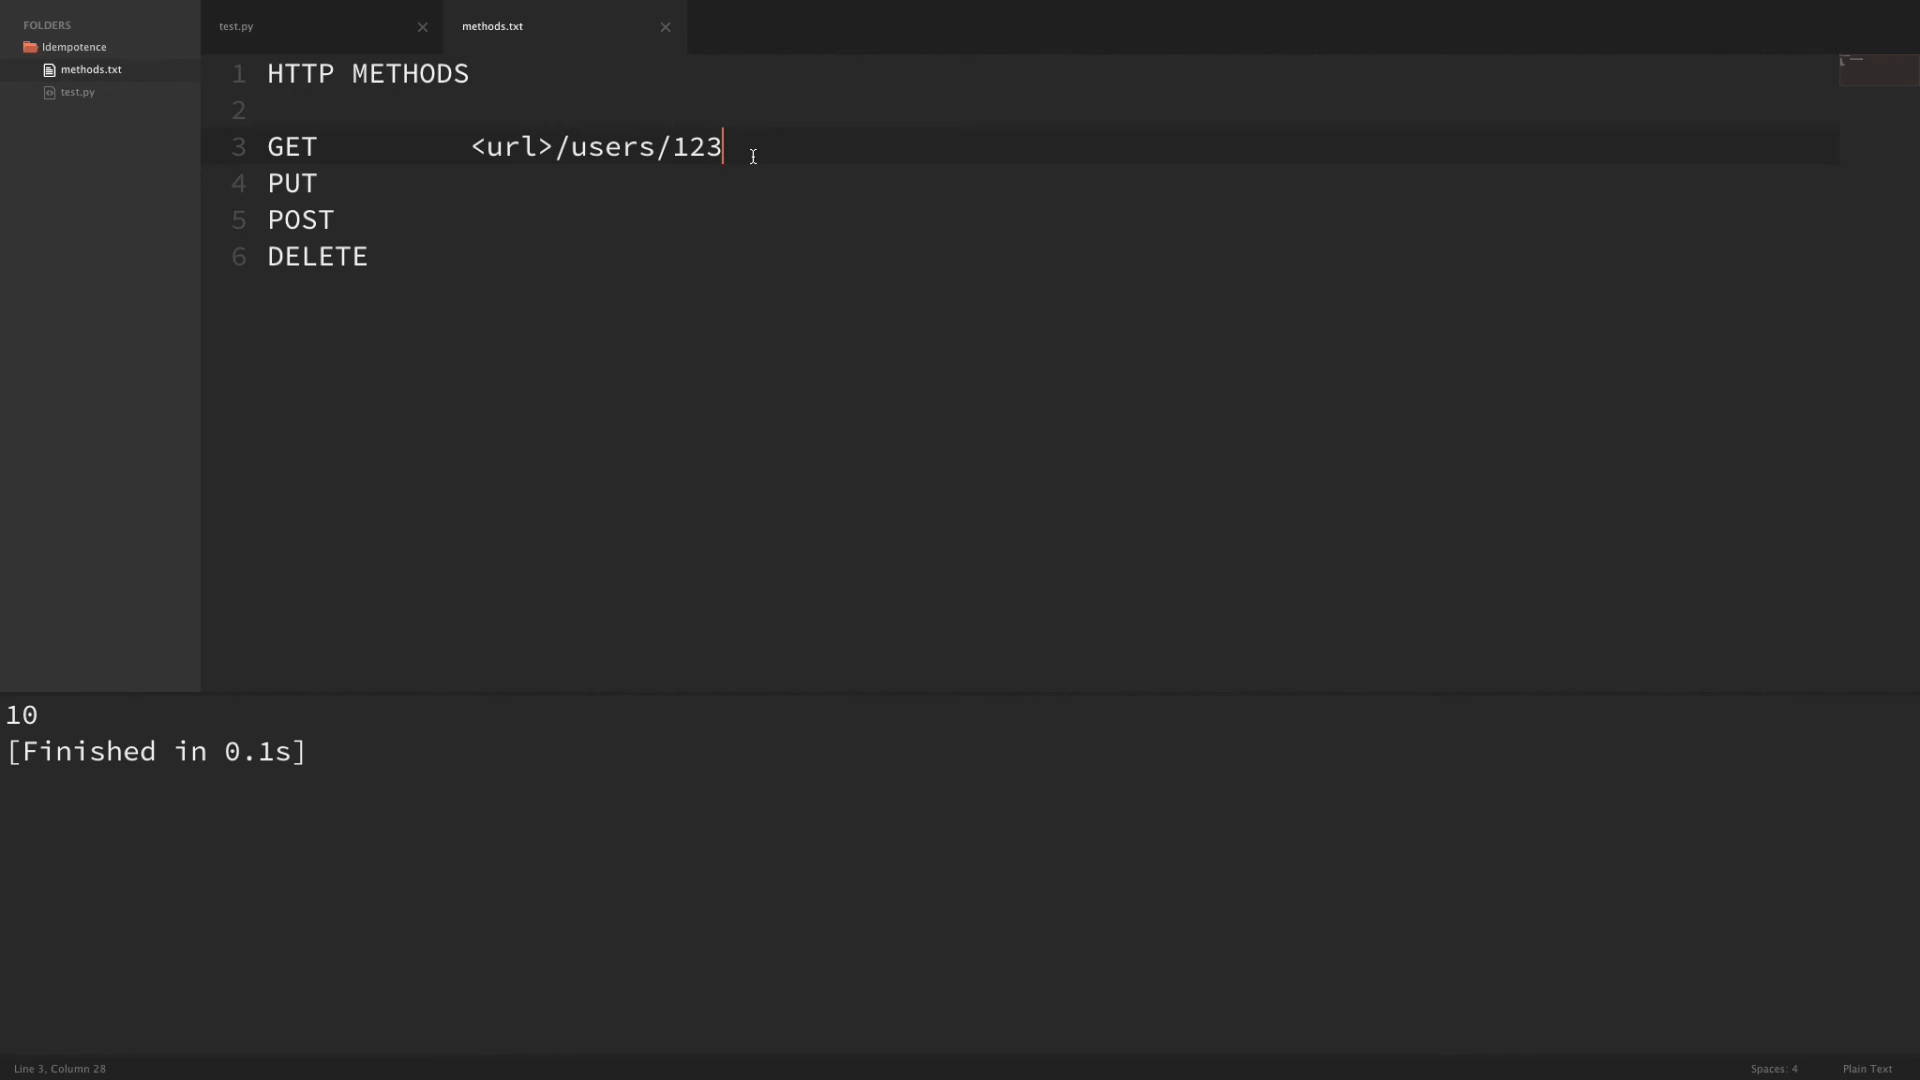 FOLDERS
Idempotence
methods.txt
test.py
test.py
methods.txt
1 HTTP METHODS
2
3 GET <url>/users/123
4 PUT
5 POST
6 DELETE
10
[Finished in 0.1s]
Line 3, Column 28
Spaces: 4
Plain Text